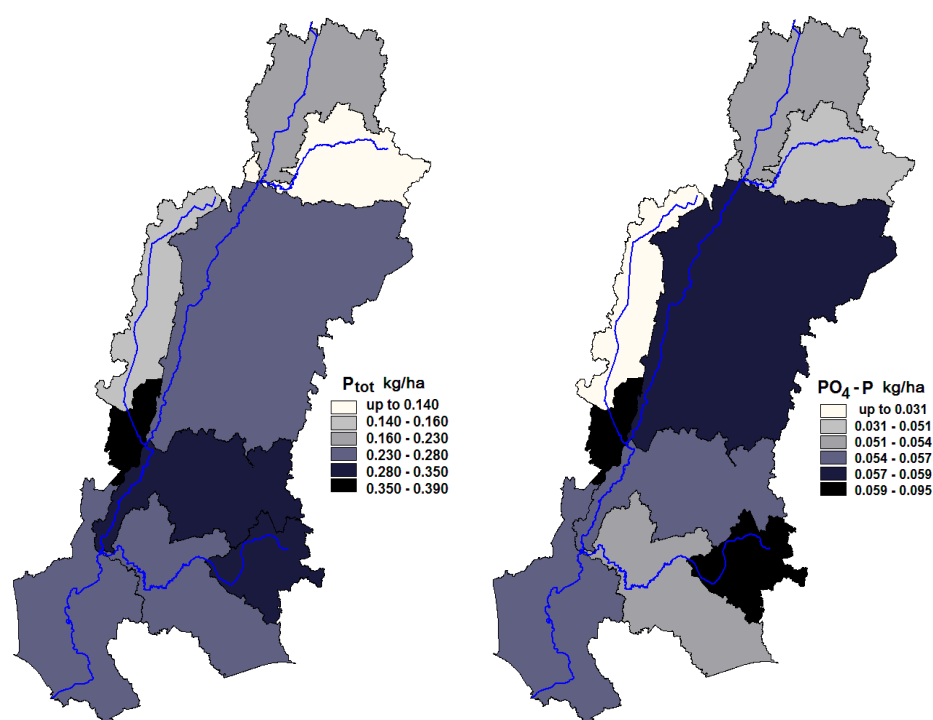 Ptot kg/ha
up to 0.140
0.140 - 0.160
0.160 - 0.230
0.230 - 0.280
0.280 - 0.350
0.350 - 0.390
PO4 - P kg/ha
up to 0.031
0.031 - 0.051
0.051 - 0.054
0.054 - 0.057
0.057 - 0.059
0.059 - 0.095